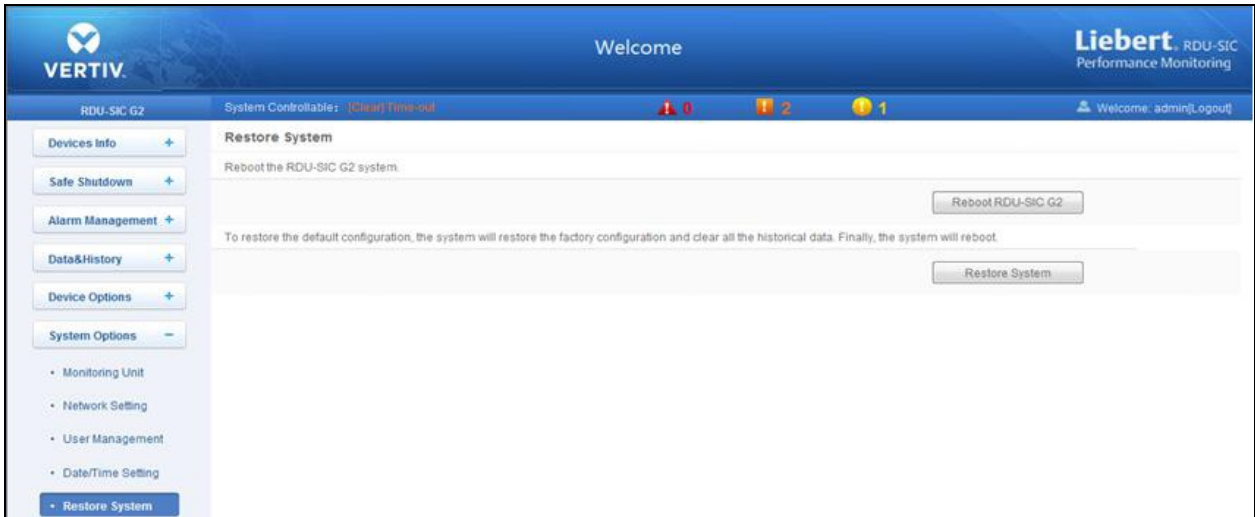 VERTIV.
Welcome
Liebert. RDU-SIC
Performance Monitoring
RDU-SIC G2
System Controllable: [Clear] Time-out
0
2
1
Welcome: admin[Logout]
Devices Info +
Safe Shutdown +
Alarm Management +
Data&History +
Device Options +
System Options −
• Monitoring Unit
• Network Setting
• User Management
• Date/Time Setting
• Restore System
Restore System
Reboot the RDU-SIC G2 system.
Reboot RDU-SIC G2
To restore the default configuration, the system will restore the factory configuration and clear all the historical data. Finally, the system will reboot.
Restore System